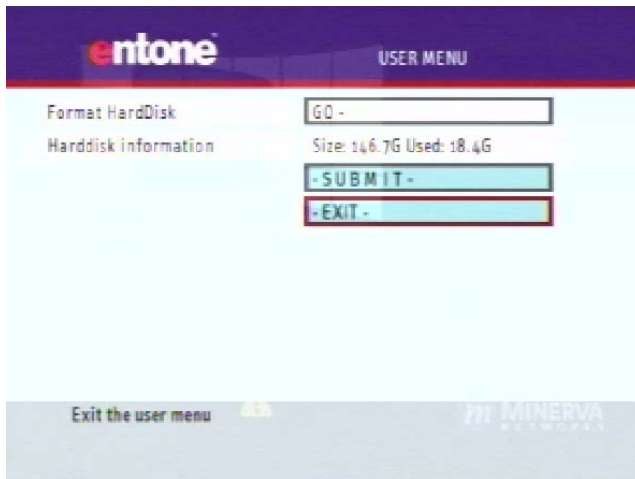 entone
USER MENU
Format HardDisk
GO -
Harddisk information
Size: 146.7G Used: 18.4G
- SUBMIT -
- EXIT -
Exit the user menu
m MINERVA
NETWORKS